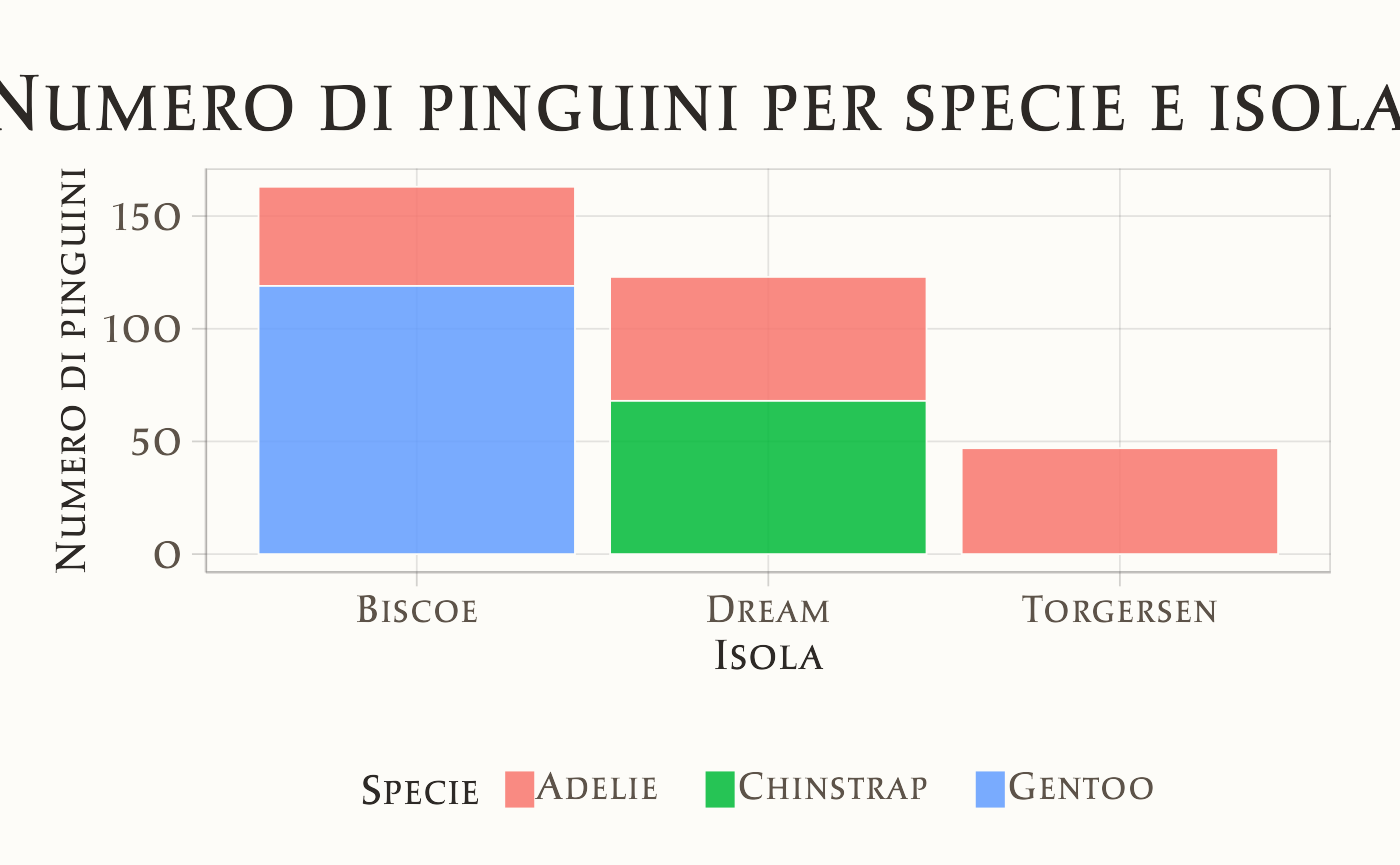 Numero di pinguini per specie e isola
Numero di pinguini
150
100
50
0
Biscoe Dream Torgersen
Isola
Specie Adelie Chinstrap Gentoo